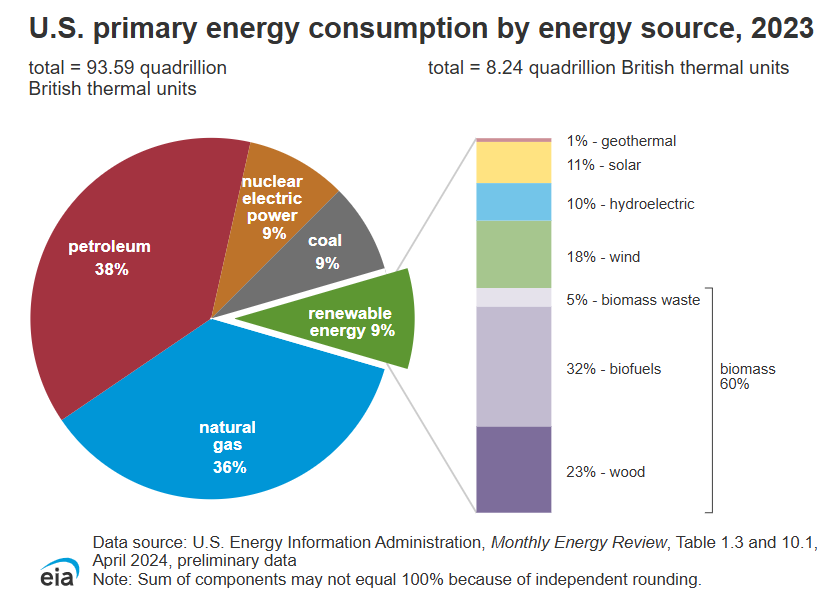 U.S. primary energy consumption by energy source, 2023
total = 93.59 quadrillion
British thermal units
total = 8.24 quadrillion British thermal units
petroleum
38%
nuclear
electric
power
9%
coal
9%
renewable
energy 9%
natural
gas
36%
1% - geothermal
11% - solar
10% - hydroelectric
18% - wind
5% - biomass waste
32% - biofuels
23% - wood
biomass
60%
eia
Data source: U.S. Energy Information Administration, Monthly Energy Review, Table 1.3 and 10.1,
April 2024, preliminary data
Note: Sum of components may not equal 100% because of independent rounding.